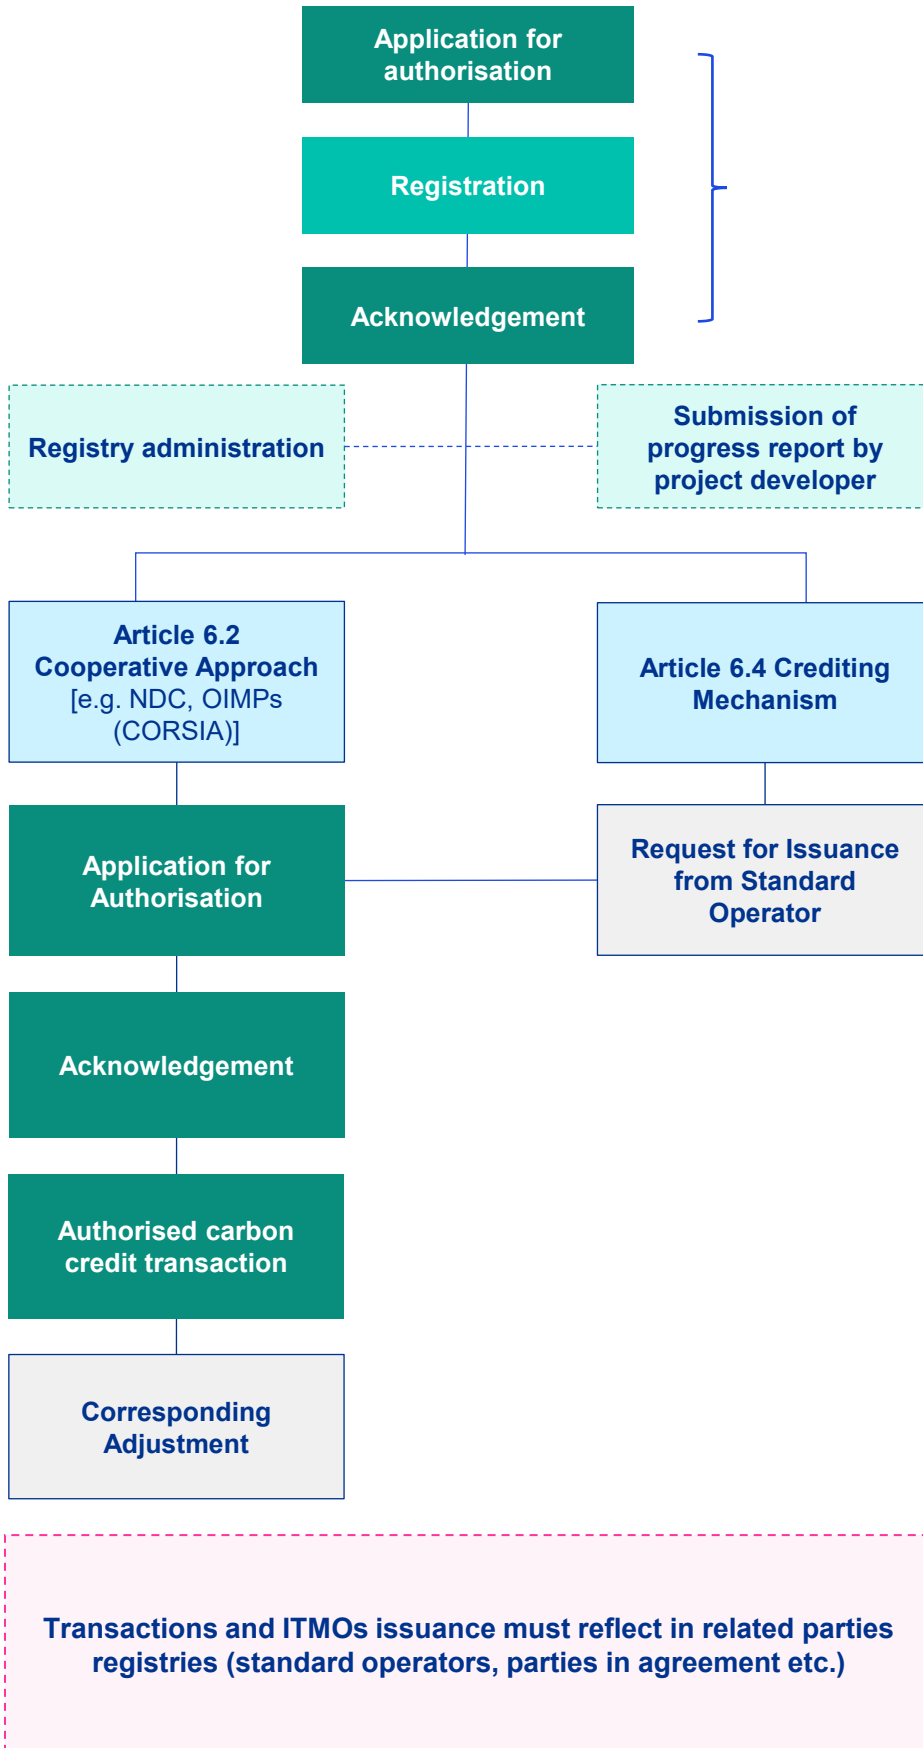 Application for
authorisation
Registration
Acknowledgement
Registry administration
Submission of
progress report by
project developer
Article 6.2
Cooperative Approach
[e.g. NDC, OIMPs
(CORSIA)]
Article 6.4 Crediting
Mechanism
Application for
Authorisation
Request for Issuance
from Standard
Operator
Acknowledgement
Authorised carbon
credit transaction
Corresponding
Adjustment
Transactions and ITMOs issuance must reflect in related parties
registries (standard operators, parties in agreement etc.)